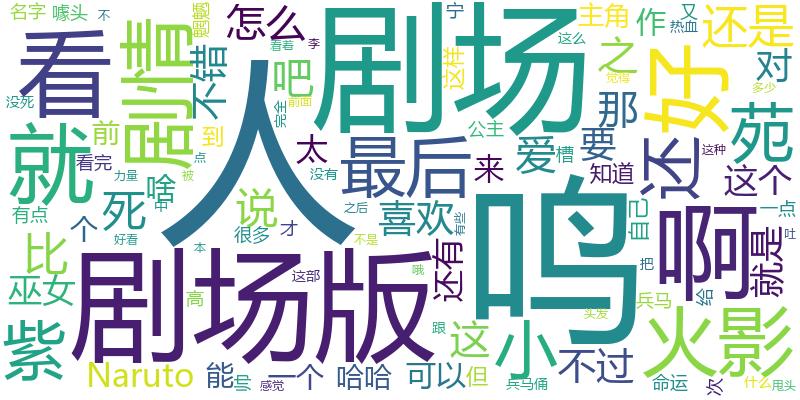 名字
噱头
蝴蝶
怎么
看着
李
剧场
宁
这么
主角
作
又
热血
还是
不
看
剧情
不错
吧
完全
前面
人
这样
之
觉得
好
对
多少
没死
就
前
到
太
最后
来
公主
爱
槽
那
要
还
苑
这种
看完
力量
被
点
没有
知道
这个
有点
个
死
啥
中
说
喜欢
之后
有些
鸣
自己
啊
一点
吐
比
好看
很多
才
还有
不是
就是
巫女
剧场版
本
这部
哦
把
给
兵马
紫
高
跟
这
小
头发
火影
不过
Naruto
能
帅
一个
感觉
哈哈
可以
但
兵马俑
命运
次
什么
甩头